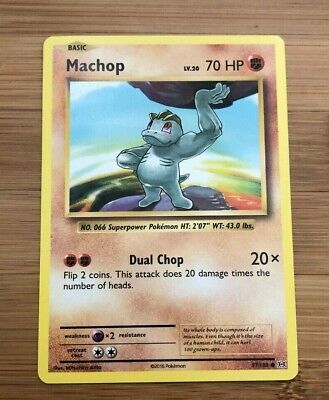 BASIC
Machop LV.20 70 HP
NO. 066 Superpower Pokémon HT: 2'07" WT: 43.0 lbs.
Dual Chop 20×
Flip 2 coins. This attack does 20 damage times
the number of heads.
weakness ×2 resistance
retreat
cost
Its whole body is composed of
muscles. Even though it's the
size of a human child, it can hurl
100 grown-ups.
Illus.
©2016 Pokémon